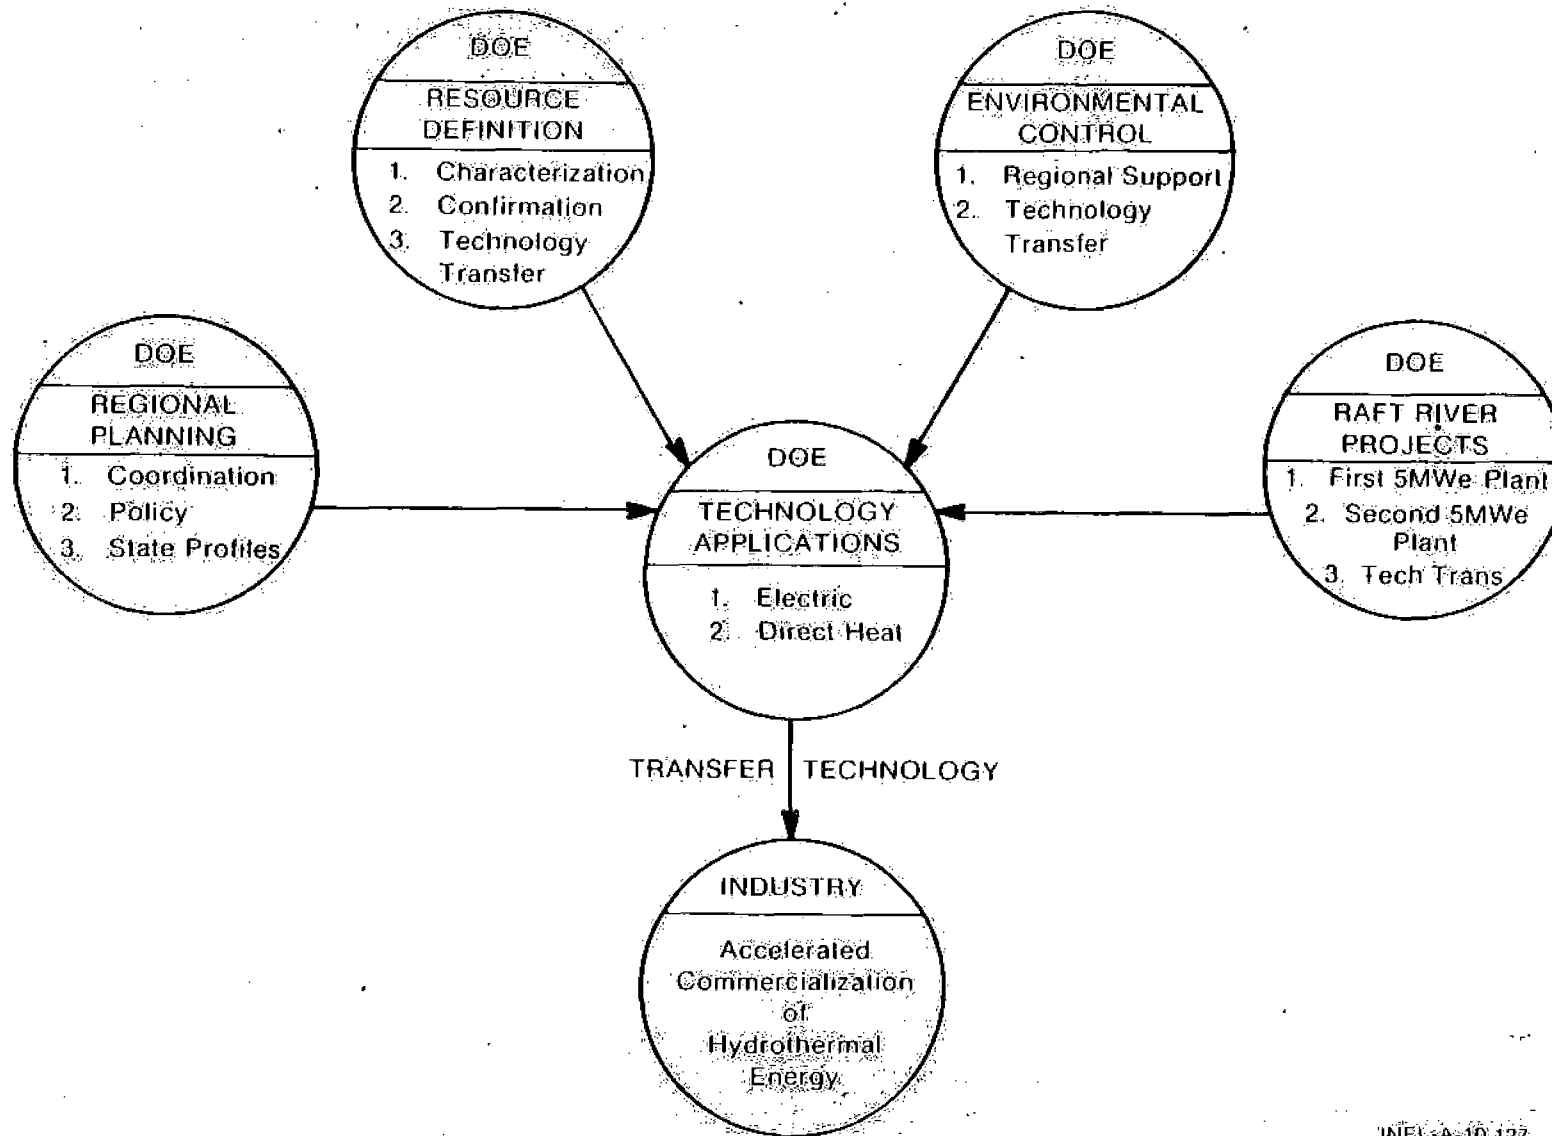 DOE
RESOURCE
DEFINITION
1. Characterization
2. Confirmation
3. Technology
Transfer
DOE
ENVIRONMENTAL
CONTROL
1. Regional Support
2. Technology
Transfer
DOE
REGIONAL
PLANNING
1. Coordination
2. Policy
3. State Profiles
DOE
TECHNOLOGY
APPLICATIONS
1. Electric
2. Direct Heat
DOE
RAFT RIVER
PROJECTS
1. First 5MWe Plant
2. Second 5MWe
Plant
3. Tech Trans
TRANSFER TECHNOLOGY
INDUSTRY
Accelerated
Commercialization
of
Hydrothermal
Energy